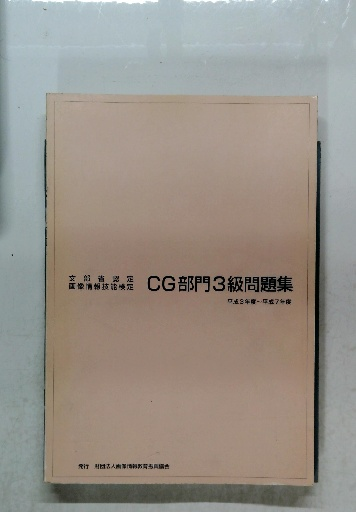 文部省認定
画像情報技能検定
CG部門3級問題集
平成3年度～平成7年度
発行 財団法人画像情報教育振興協会